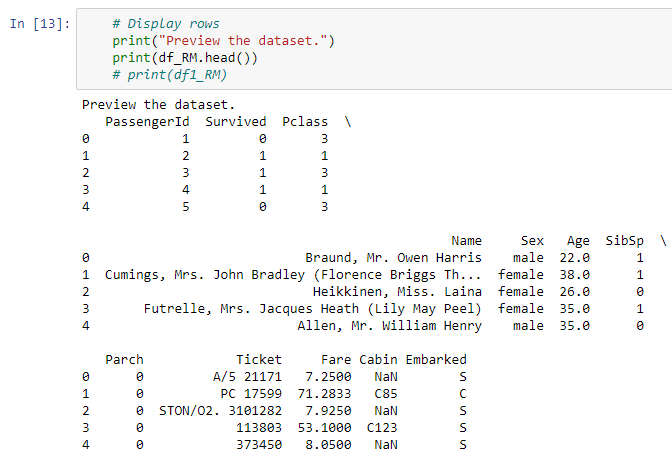 In [13]:
# Display rows
print("Preview the dataset.")
print(df_RM.head())
# print(df1_RM)
Preview the dataset.
   PassengerId  Survived  Pclass  \
0            1         0       3
1            2         1       1
2            3         1       3
3            4         1       1
4            5         0       3
                                                Name     Sex   Age  SibSp  \
0                            Braund, Mr. Owen Harris    male  22.0      1
1  Cumings, Mrs. John Bradley (Florence Briggs Th...  female  38.0      1
2                             Heikkinen, Miss. Laina  female  26.0      0
3       Futrelle, Mrs. Jacques Heath (Lily May Peel)  female  35.0      1
4                           Allen, Mr. William Henry    male  35.0      0
   Parch            Ticket     Fare Cabin Embarked
0      0         A/5 21171   7.2500   NaN        S
1      0          PC 17599  71.2833   C85        C
2      0  STON/O2. 3101282   7.9250   NaN        S
3      0            113803  53.1000  C123        S
4      0            373450   8.0500   NaN        S